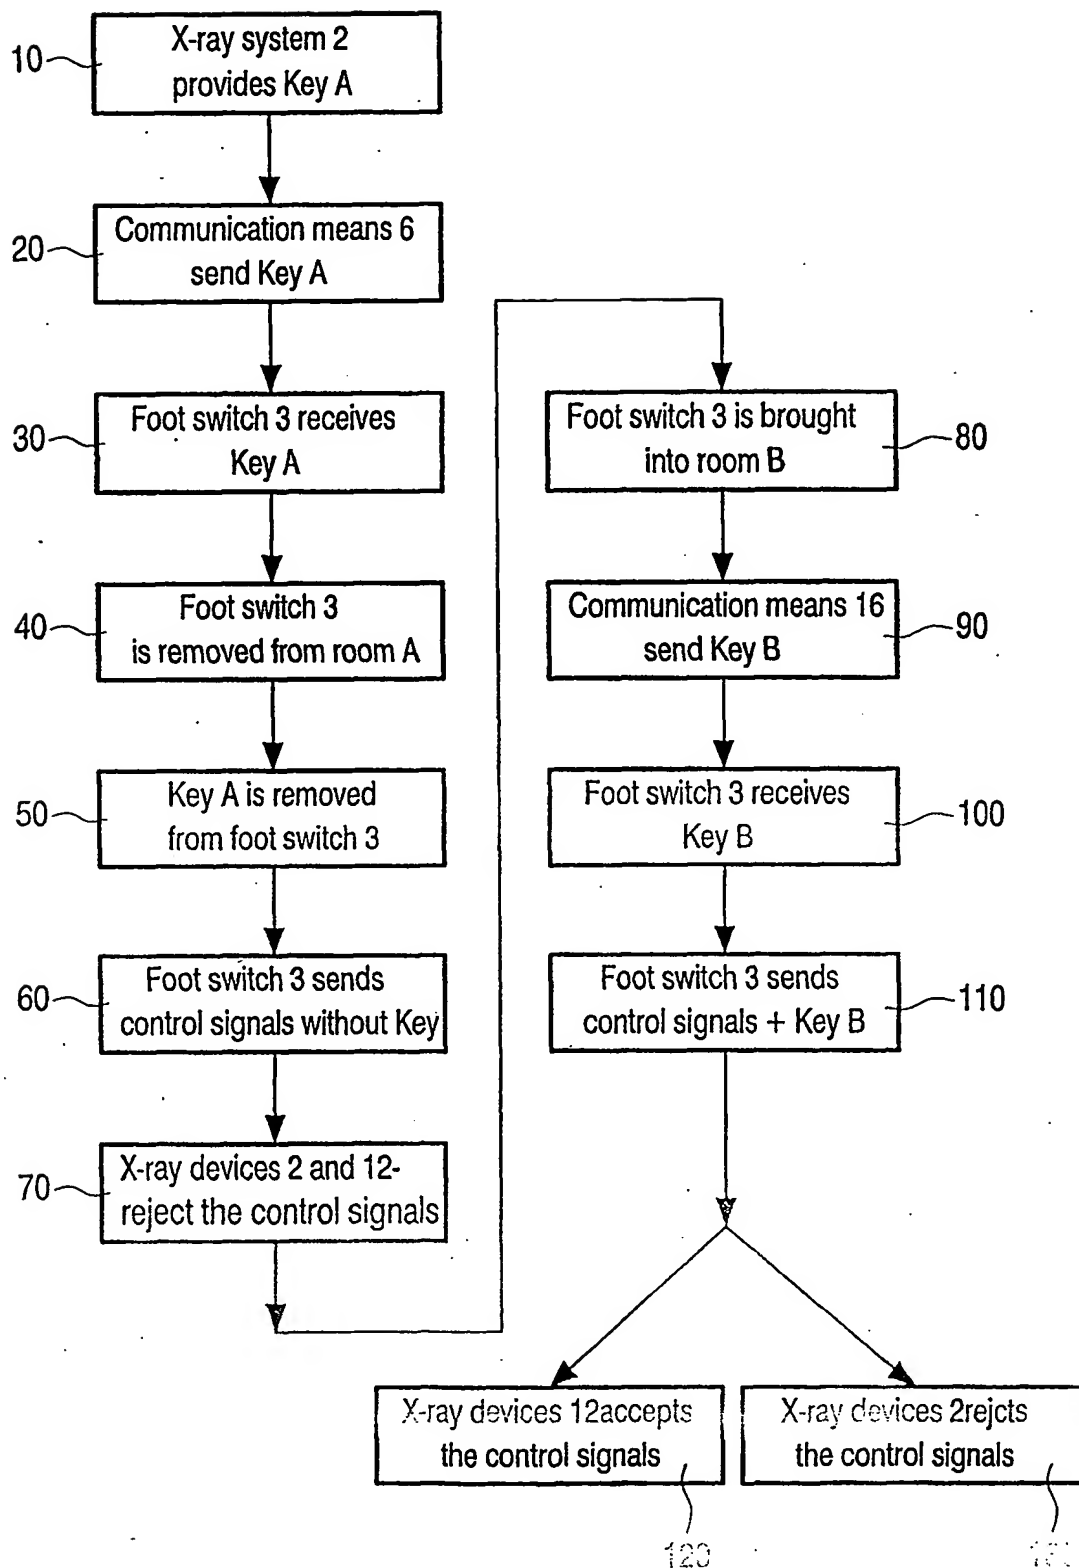 10
X-ray system 2
provides Key A
20
Communication means 6
send Key A
30
Foot switch 3 receives
Key A
40
Foot switch 3
is removed from room A
50
Key A is removed
from foot switch 3
60
Foot switch 3 sends
control signals without Key
70
X-ray devices 2 and 12-
reject the control signals
Foot switch 3 is brought
into room B
80
Communication means 16
send Key B
90
Foot switch 3 receives
Key B
100
Foot switch 3 sends
control signals + Key B
110
X-ray devices 12accepts
the control signals
120
X-ray devices 2rejcts
the control signals